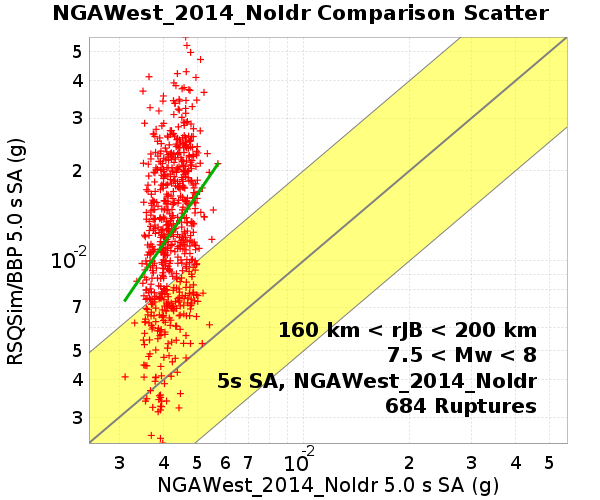 NGAWest_2014_NoIdr Comparison Scatter
RSQSim/BBP 5.0 s SA (g)
5
4
3
2
10-2
7
5
4
3
160 km < rJB < 200 km
7.5 < Mw < 8
5s SA, NGAWest_2014_NoIdr
684 Ruptures
3 4 5 6 7 10-2 2 3 4 5
NGAWest_2014_NoIdr 5.0 s SA (g)